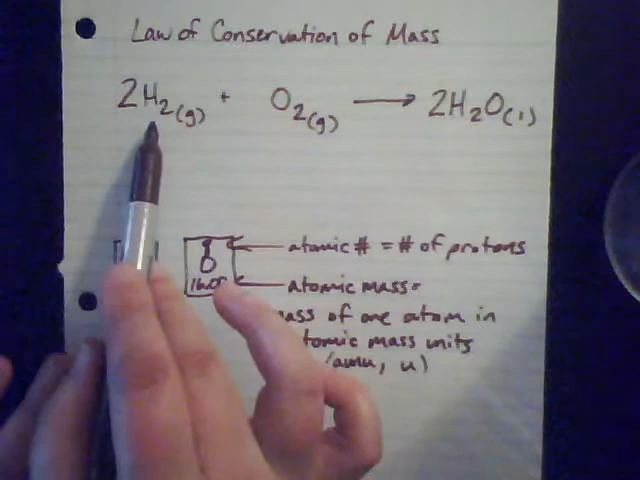 Law of Conservation of Mass
2H₂(g) + O₂(g) → 2H₂O(l)
atomic # = # of protons
O
atomic mass =
mass of one atom in
atomic mass units
(amu, u)